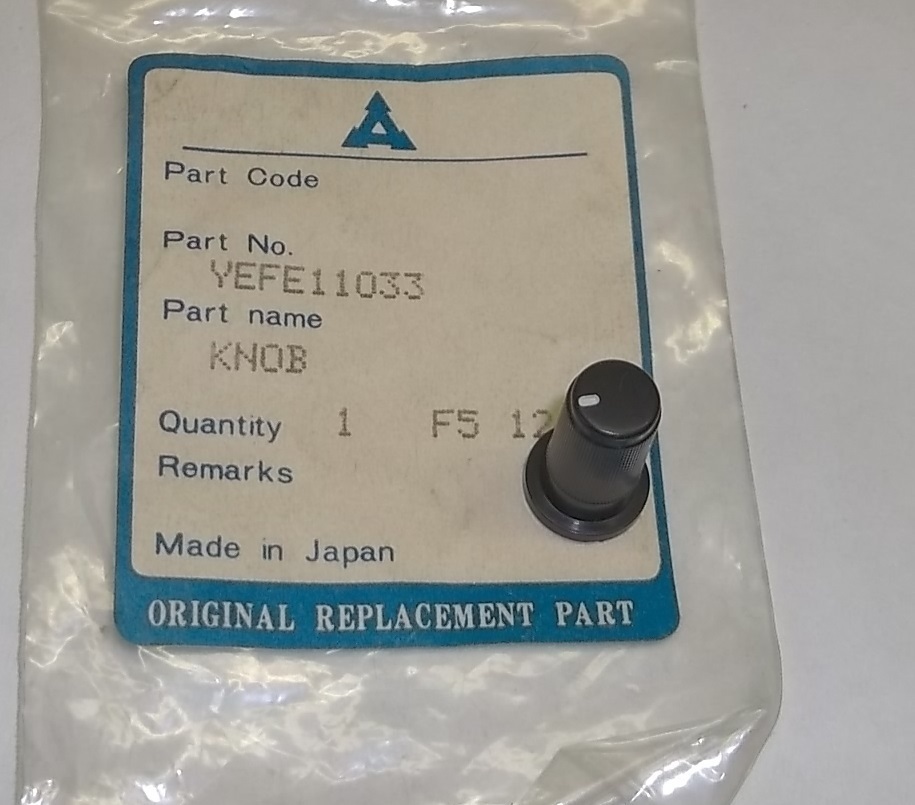 A
Part Code
Part No.
YEFE11033
Part name
KNOB
Quantity 1 F5 12
Remarks
Made in Japan
ORIGINAL REPLACEMENT PART